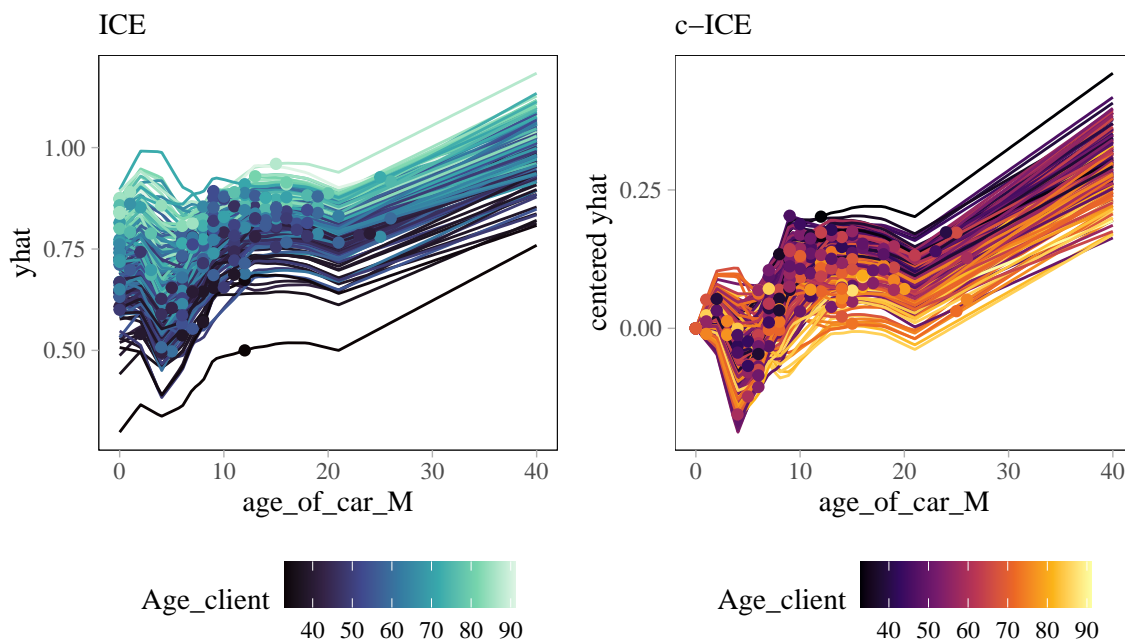 ICE
yhat
1.00
0.75
0.50
0 10 20 30 40
age_of_car_M
Age_client
40 50 60 70 80 90
c−ICE
centered yhat
0.25
0.00
0 10 20 30 40
age_of_car_M
Age_client
40 50 60 70 80 90